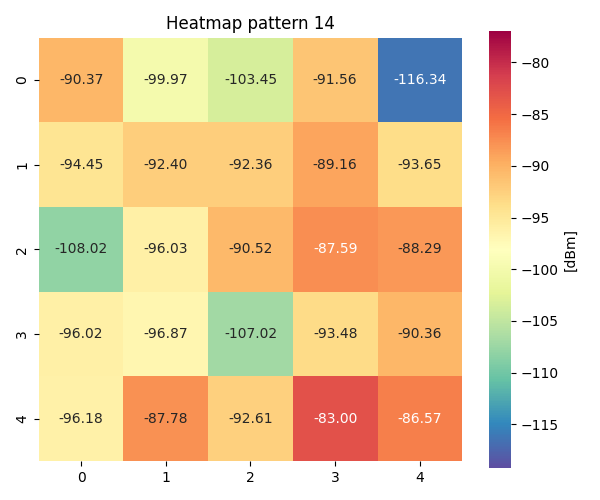 Heatmap pattern 14
0 -90.37 -99.97 -103.45 -91.56 -116.34
1 -94.45 -92.40 -92.36 -89.16 -93.65
2 -108.02 -96.03 -90.52 -87.59 -88.29
3 -96.02 -96.87 -107.02 -93.48 -90.36
4 -96.18 -87.78 -92.61 -83.00 -86.57
0 1 2 3 4
−80
−85
−90
−95
−100
−105
−110
−115
[dBm]